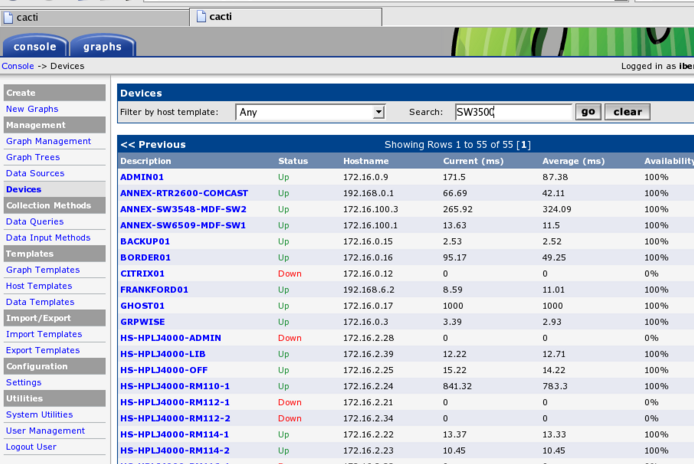 cacti
cacti
console graphs
Console -> Devices
Logged in as
Create
New Graphs
Management
Graph Management
Graph Trees
Data Sources
Devices
Collection Methods
Data Queries
Data Input Methods
Templates
Graph Templates
Host Templates
Data Templates
Import/Export
Import Templates
Export Templates
Configuration
Settings
Utilities
System Utilities
User Management
Logout User
Devices
Filter by host template: Any Search: SW3500 go clear
<< Previous Showing Rows 1 to 55 of 55 [1]
Description Status Hostname Current (ms) Average (ms) Availability
ADMIN01 Up 172.16.0.9 171.5 87.38 100%
ANNEX-RTR2600-COMCAST Up 192.168.0.1 66.69 42.11 100%
ANNEX-SW3548-MDF-SW2 Up 172.16.100.3 265.92 324.09 100%
ANNEX-SW6509-MDF-SW1 Up 172.16.100.1 13.63 11.5 100%
BACKUP01 Up 172.16.0.15 2.53 2.52 100%
BORDER01 Up 172.16.0.16 95.17 49.25 100%
CITRIX01 Down 172.16.0.12 0 0 0%
FRANKFORD01 Up 192.168.6.2 8.59 11.01 100%
GHOST01 Up 172.16.0.17 1000 1000 100%
GRPWISE Up 172.16.0.3 3.39 2.93 100%
HS-HPLJ4000-ADMIN Down 172.16.2.28 0 0 0%
HS-HPLJ4000-LIB Up 172.16.2.39 12.22 12.71 100%
HS-HPLJ4000-OFF Up 172.16.2.25 15.22 14.22 100%
HS-HPLJ4000-RM110-1 Up 172.16.2.24 841.32 783.3 100%
HS-HPLJ4000-RM112-1 Down 172.16.2.21 0 0 0%
HS-HPLJ4000-RM112-2 Down 172.16.2.34 0 0 0%
HS-HPLJ4000-RM114-1 Up 172.16.2.22 13.37 13.33 100%
HS-HPLJ4000-RM114-2 Up 172.16.2.23 10.45 10.45 100%